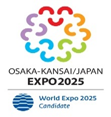 OSAKA-KANSAI/JAPAN
EXPO2025
World Expo 2025
Candidate